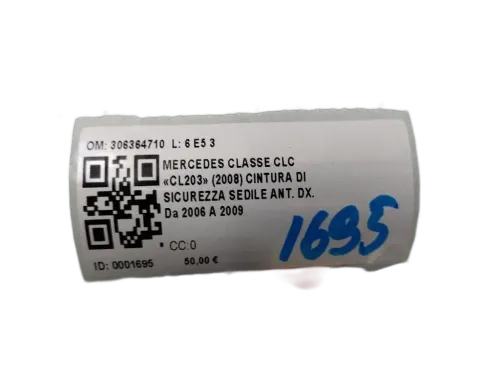 OM: 306364710 L: 6 E5 3
MERCEDES CLASSE CLC
«CL203» (2008) CINTURA DI
SICUREZZA SEDILE ANT. DX.
Da 2006 A 2009
* CC:0
ID: 0001695 50,00 €
1695